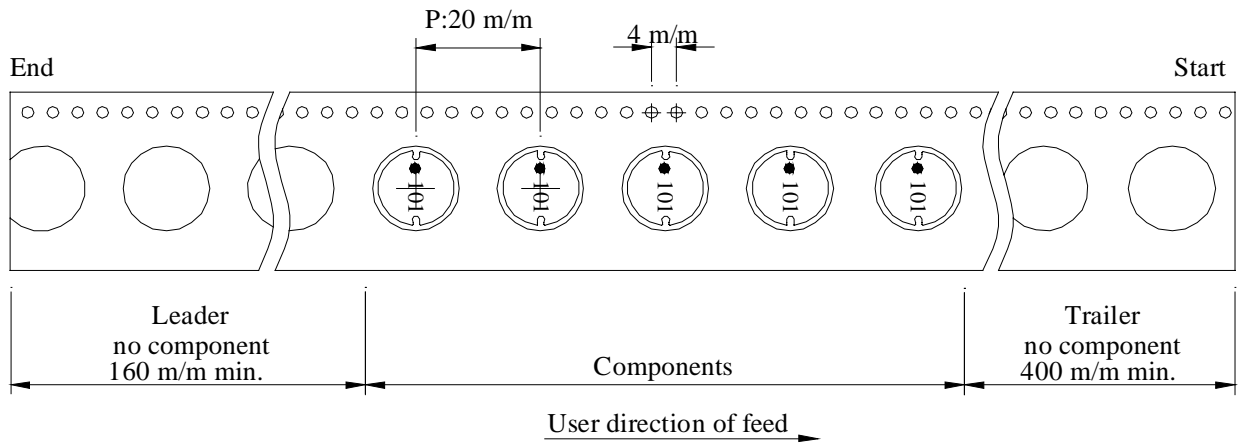 P:20 m/m
4 m/m
End
Start
101
101
101
101
101
Leader
no component
160 m/m min.
Components
Trailer
no component
400 m/m min.
User direction of feed